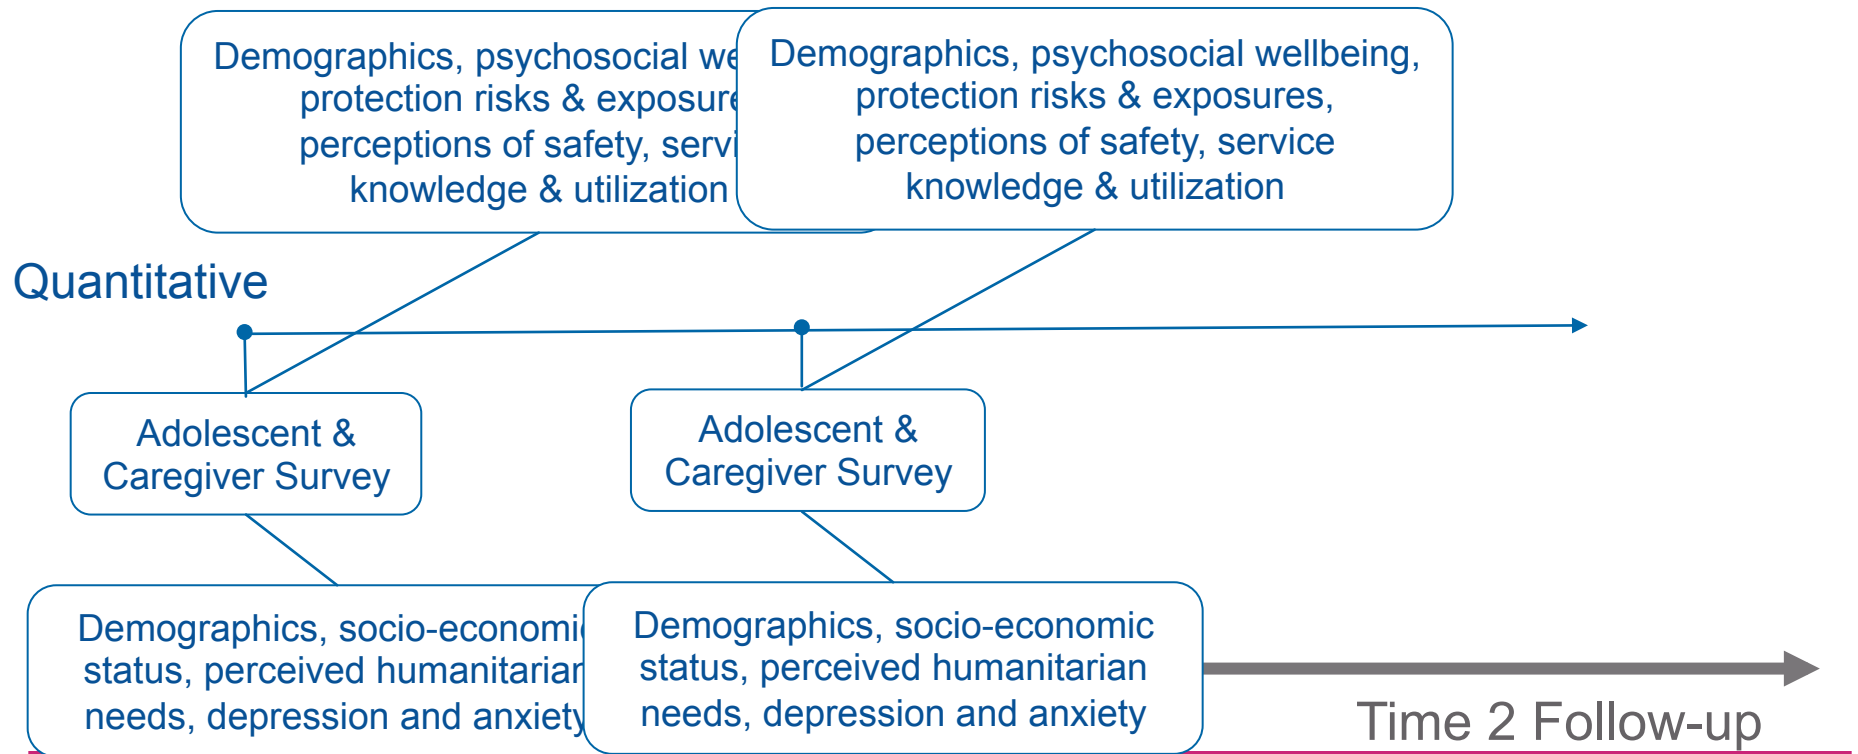 Demographics, psychosocial we
protection risks & exposure
perceptions of safety, servi
knowledge & utilization
Demographics, psychosocial wellbeing,
protection risks & exposures,
perceptions of safety, service
knowledge & utilization
Quantitative
Adolescent &
Caregiver Survey
Adolescent &
Caregiver Survey
Demographics, socio-economic
status, perceived humanitarian
needs, depression and anxiety
Demographics, socio-economic
status, perceived humanitarian
needs, depression and anxiety
Time 2 Follow-up